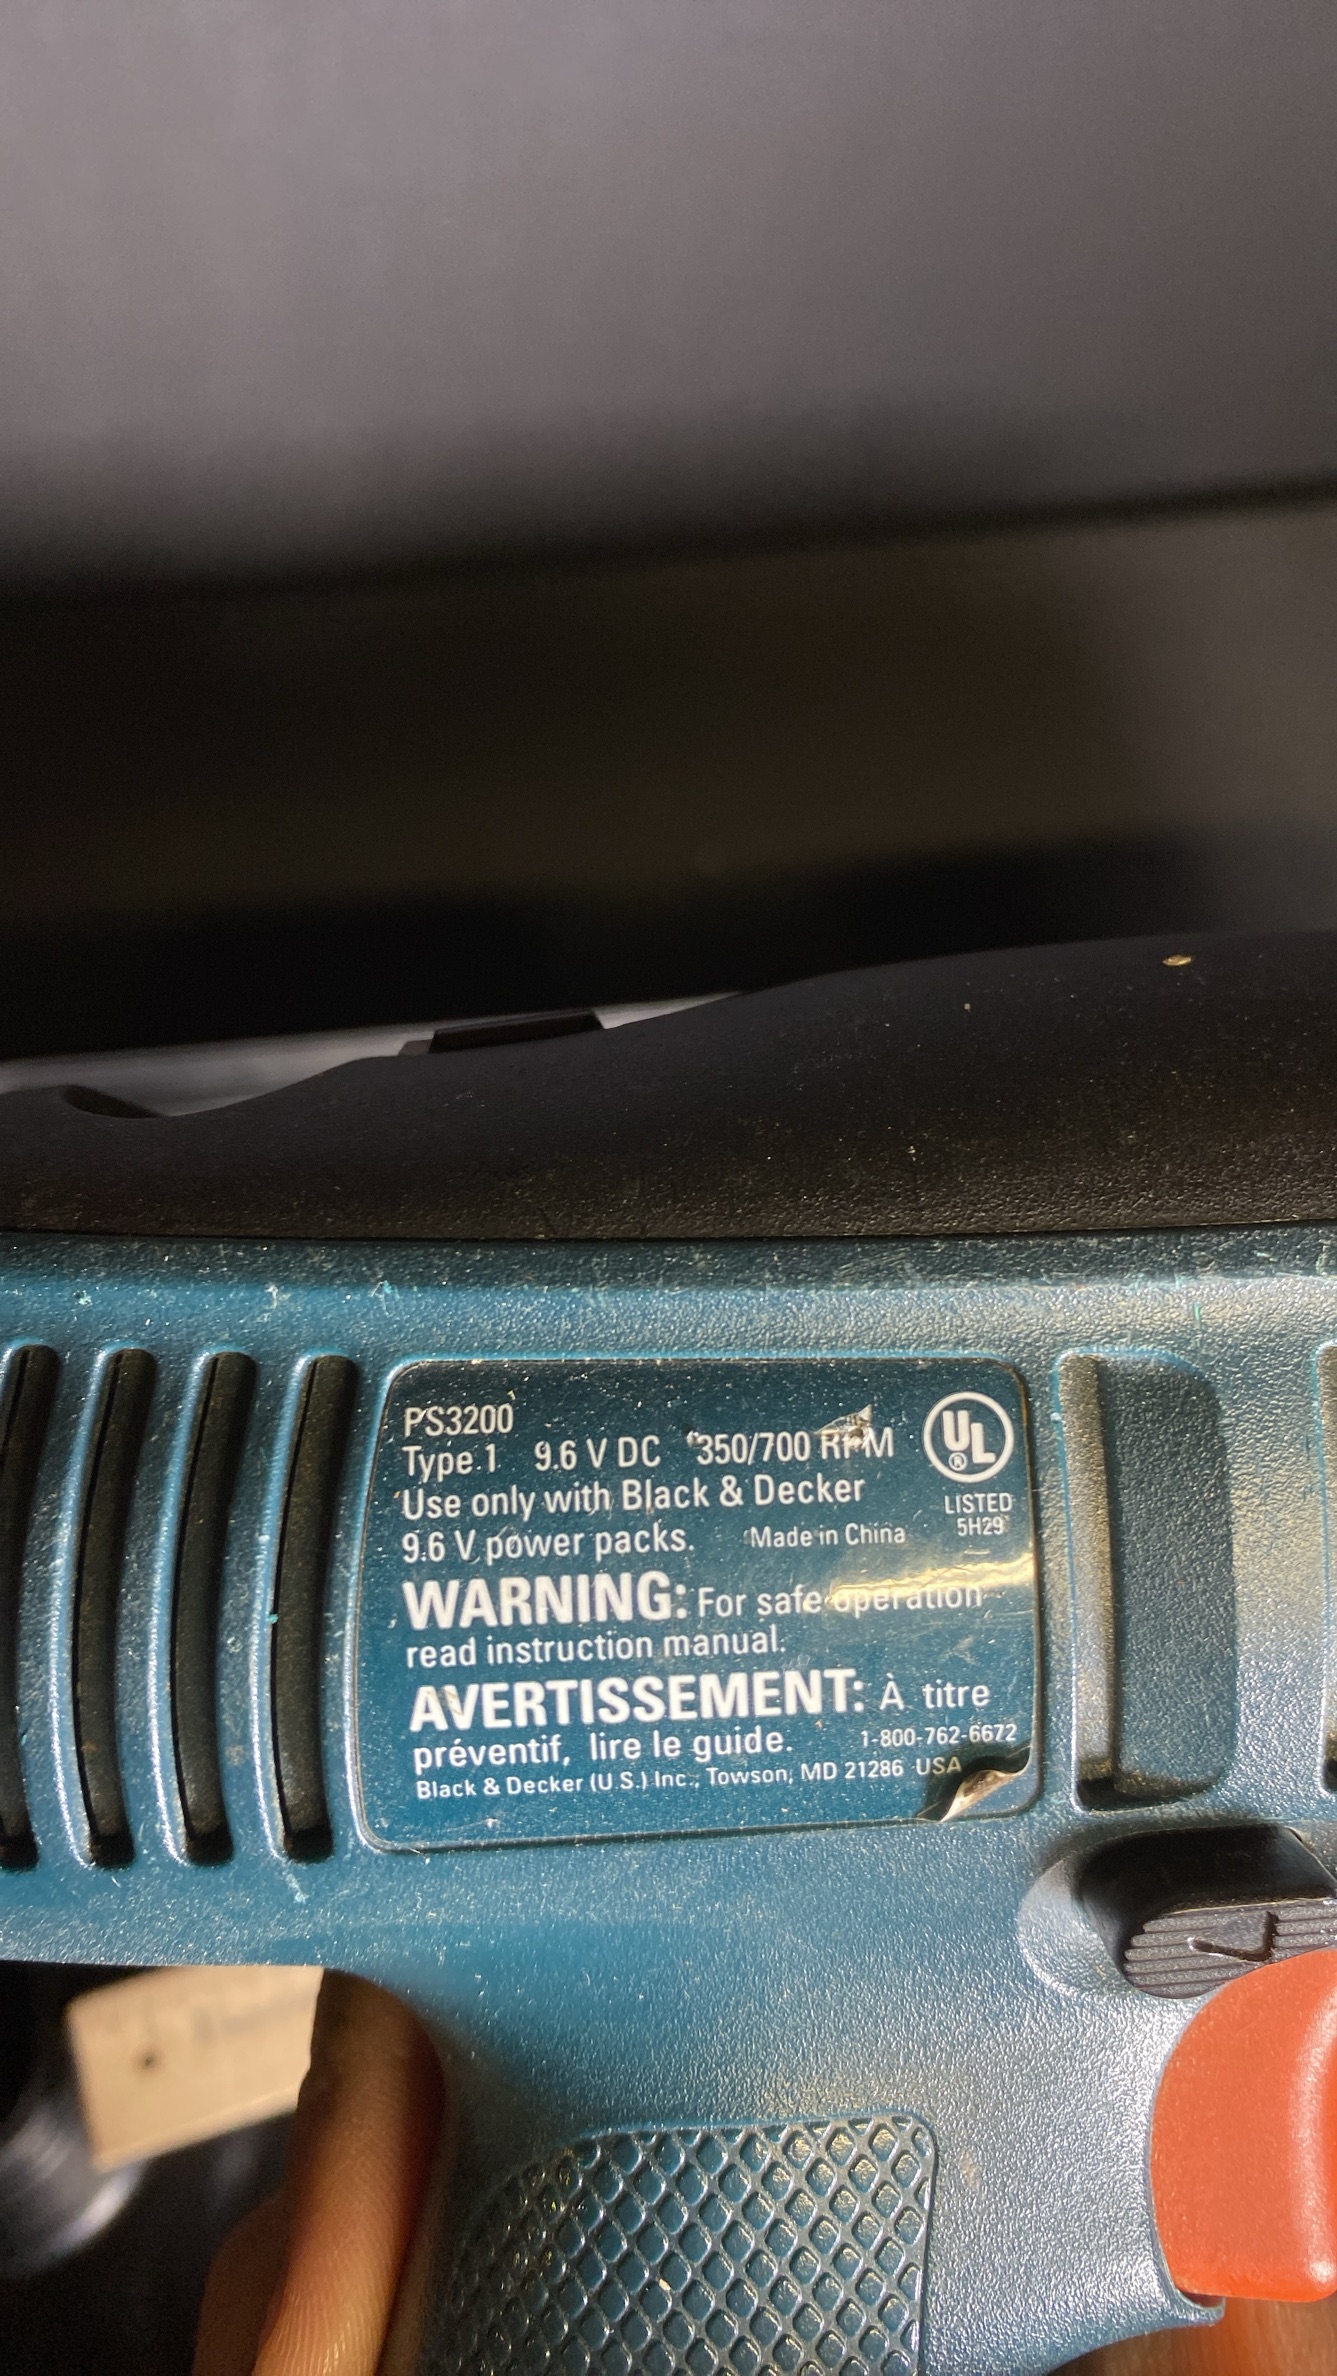 PS3200
Type 1 9.6 V DC 350/700 RPM
Use only with Black & Decker
9.6 V power packs. Made in China
UL
®
LISTED
5H29
WARNING: For safe operation
read instruction manual.
AVERTISSEMENT: À titre
préventif, lire le guide. 1-800-762-6672
Black & Decker (U.S.) Inc., Towson, MD 21286 USA